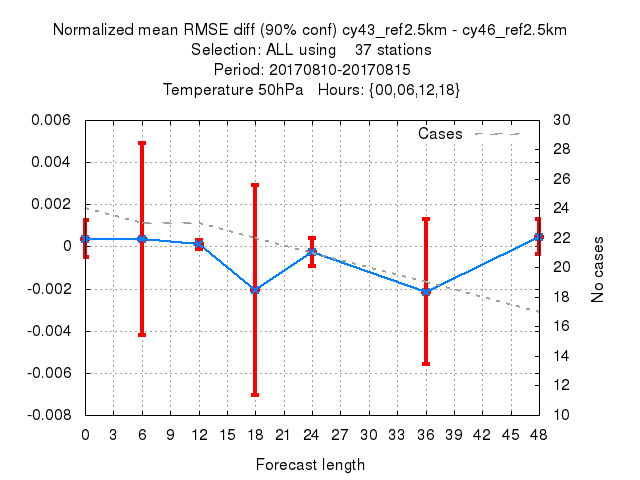 Normalized mean RMSE diff (90% conf) cy43_ref2.5km - cy46_ref2.5km
Selection: ALL using    37 stations
Period: 20170810-20170815
Temperature 50hPa   Hours: {00,06,12,18}
Cases
0.006
0.004
0.002
0
-0.002
-0.004
-0.006
-0.008
30
28
26
24
22
20
18
16
14
12
10
No cases
0 3 6 9 12 15 18 21 24 27 30 33 36 39 42 45 48
Forecast length